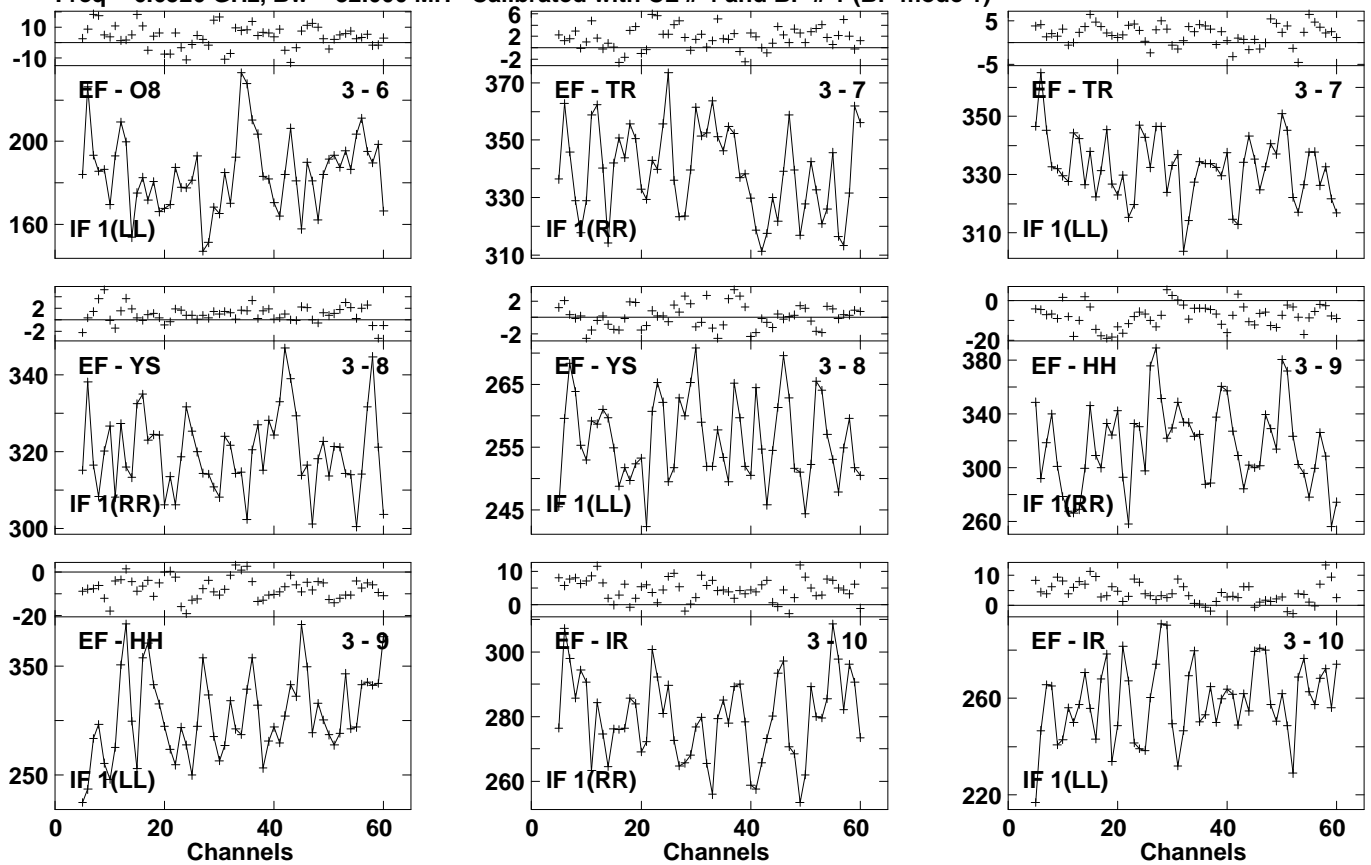 10 6 5
-10 2 0
-2 -5
EF - O8 3 - 6 370 EF - TR 3 - 7 EF - TR 3 - 7
200 350 350
330 330
160 IF 1(LL) IF 1(RR) IF 1(LL)
310 310
2 2 0
-2 -2 -20
EF - YS 3 - 8 EF - YS 3 - 8 380 EF - HH 3 - 9
340 265 340
320 255 300
IF 1(RR) 245 IF 1(LL) 260 IF 1(RR)
300
0 10 10
-20 0 0
EF - HH 3 - 9 300 EF - IR 3 - 10 EF - IR 3 - 10
350 280 260
250 IF 1(LL) 260 IF 1(RR) 220 IF 1(LL)
0 20 40 60 0 20 40 60 0 20 40 60
Channels Channels Channels